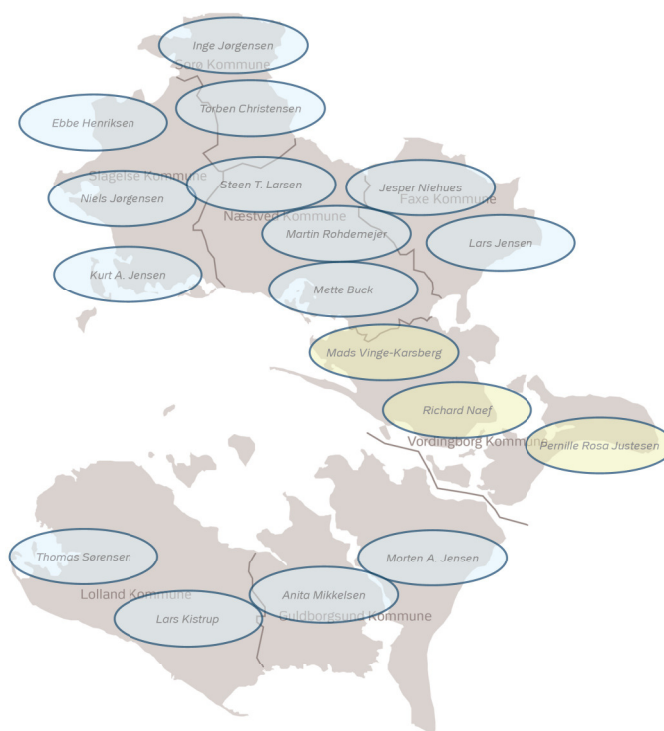 Inge Jørgensen
Sorø Kommune
Torben Christensen
Ebbe Henriksen
Slagelse Kommune
Steen T. Larsen
Jesper Niehues
Niels Jørgensen
Faxe Kommune
Næstved Kommune
Martin Rohdemejer
Lars Jensen
Kurt A. Jensen
Mette Buck
Mads Vinge-Karsberg
Richard Naef
Vordingborg Kommune
Pernille Rosa Justesen
Thomas Sørensen
Morten A. Jensen
Lolland Kommune
Anita Mikkelsen
Lars Kistrup
Guldborgsund Kommune